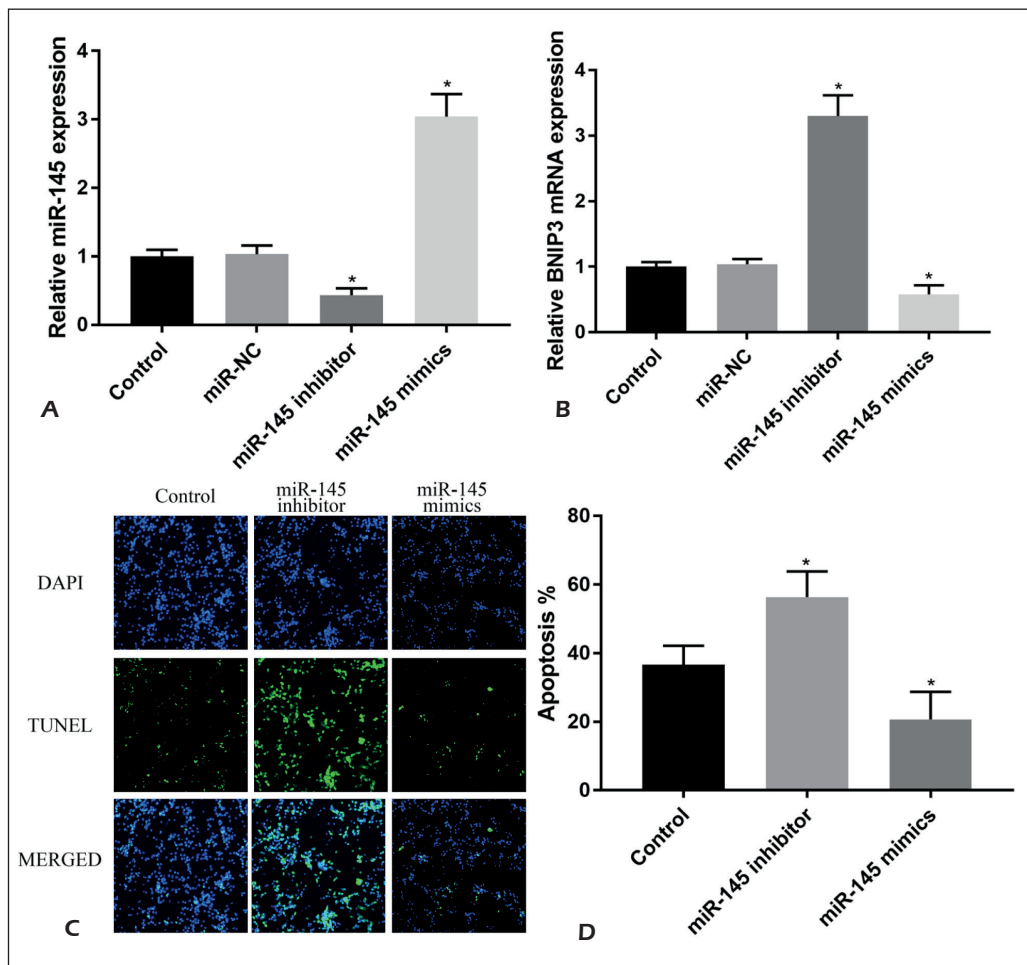 Relative miR-145 expression
4
3
2
1
0
*
*
Control
miR-NC
miR-145 inhibitor
miR-145 mimics
A
Relative BNIP3 mRNA expression
4
3
2
1
0
*
*
Control
miR-NC
miR-145 inhibitor
miR-145 mimics
B
Control
miR-145
inhibitor
miR-145
mimics
DAPI
TUNEL
MERGED
C
Apoptosis %
80
60
40
20
0
*
*
Control
miR-145 inhibitor
miR-145 mimics
D